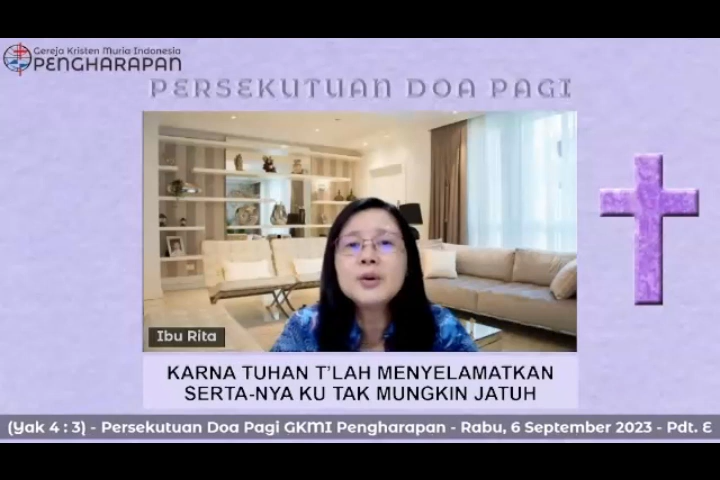 Gereja Kristen Muria Indonesia
PENGHARAPAN
PERSEKUTUAN DOA PAGI
Ibu Rita
KARNA TUHAN T'LAH MENYELAMATKAN
SERTA-NYA KU TAK MUNGKIN JATUH
(Yak 4 : 3) - Persekutuan Doa Pagi GKMI Pengharapan - Rabu, 6 September 2023 - Pdt. E